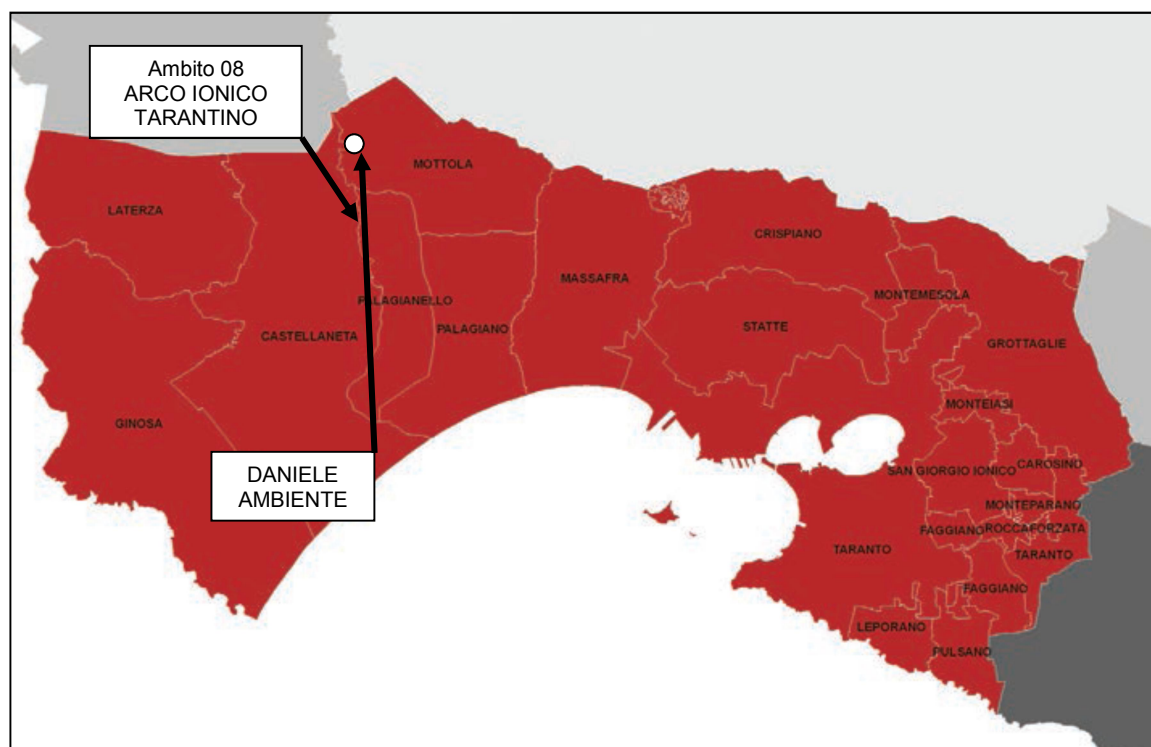 Ambito 08
ARCO IONICO
TARANTINO
MOTTOLA
LATERZA
CRISPIANO
MASSAFRA
MONTEMESOLA
PALAGIANELLO
STATTE
PALAGIANO
CASTELLANETA
GROTTAGLIE
MONTEIASI
GINOSA
DANIELE
AMBIENTE
SAN GIORGIO IONICO
CAROSINO
MONTEPARANO
FAGGIANO
ROCCAFORZATA
TARANTO
TARANTO
FAGGIANO
LEPORANO
PULSANO